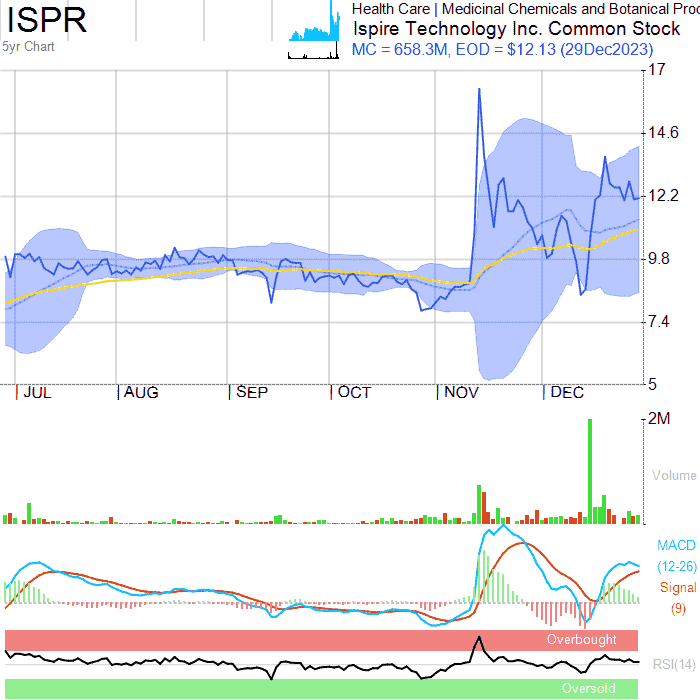 ISPR
Health Care | Medicinal Chemicals and Botanical
Ispire Technology Inc. Common Stock
5yr Chart
MC = 658.3M, EOD = $12.13 (29Dec2023)
17
14.6
12.2
9.8
7.4
5
JUL AUG SEP OCT NOV DEC
2M
Volume
MACD
(12-26)
Signal
(9)
Overbought
RSI(14)
Oversold